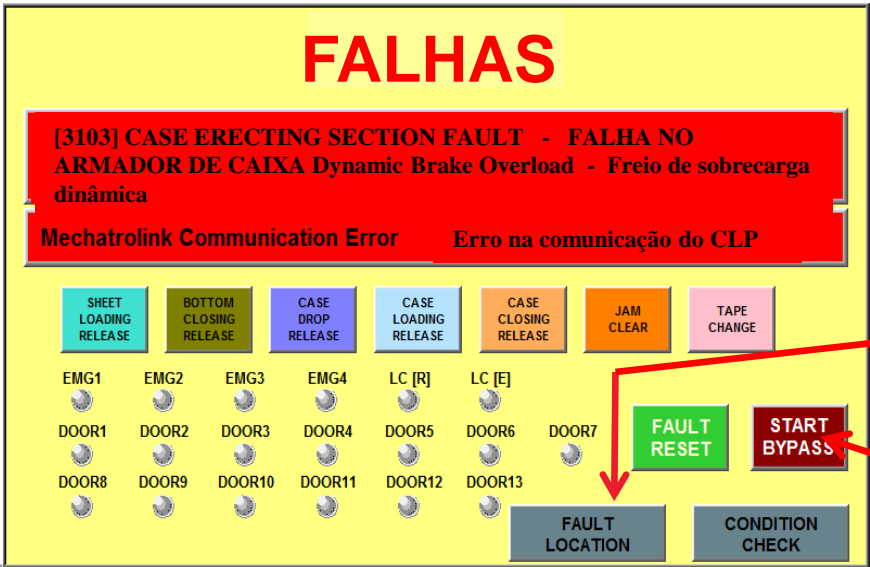 FALHAS
[3103] CASE ERECTING SECTION FAULT - FALHA NO
ARMADOR DE CAIXA Dynamic Brake Overload - Freio de sobrecarga
dinâmica
Mechatrolink Communication Error Erro na comunicação do CLP
SHEET
LOADING
RELEASE
BOTTOM
CLOSING
RELEASE
CASE
DROP
RELEASE
CASE
LOADING
RELEASE
CASE
CLOSING
RELEASE
JAM
CLEAR
TAPE
CHANGE
EMG1 EMG2 EMG3 EMG4 LC [R] LC [E]
DOOR1 DOOR2 DOOR3 DOOR4 DOOR5 DOOR6 DOOR7
FAULT
RESET
START
BYPASS
DOOR8 DOOR9 DOOR10 DOOR11 DOOR12 DOOR13
FAULT
LOCATION
CONDITION
CHECK